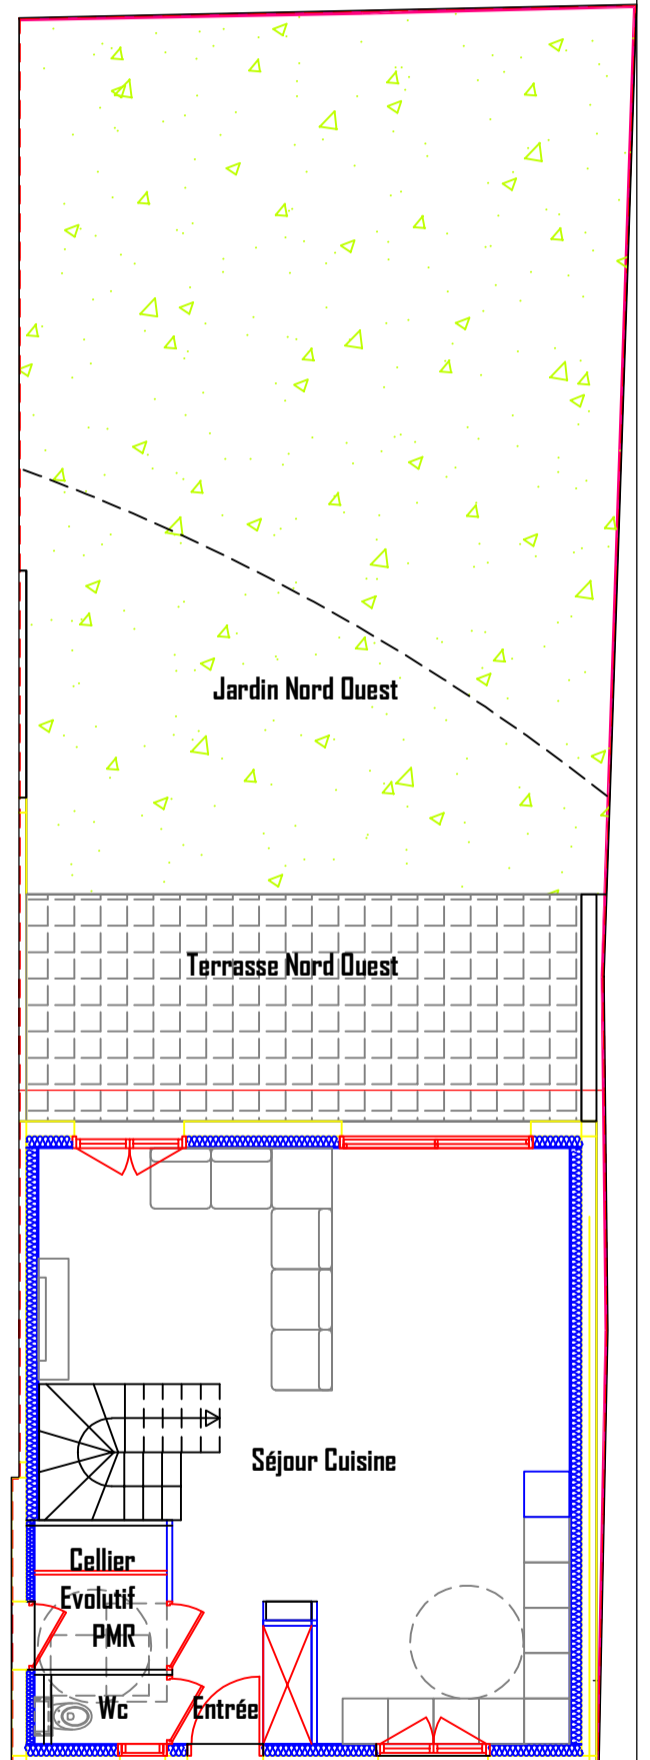 Jardin Nord Ouest
Terrasse Nord Ouest
Séjour Cuisine
Cellier
Evolutif
PMR
Wc
Entrée